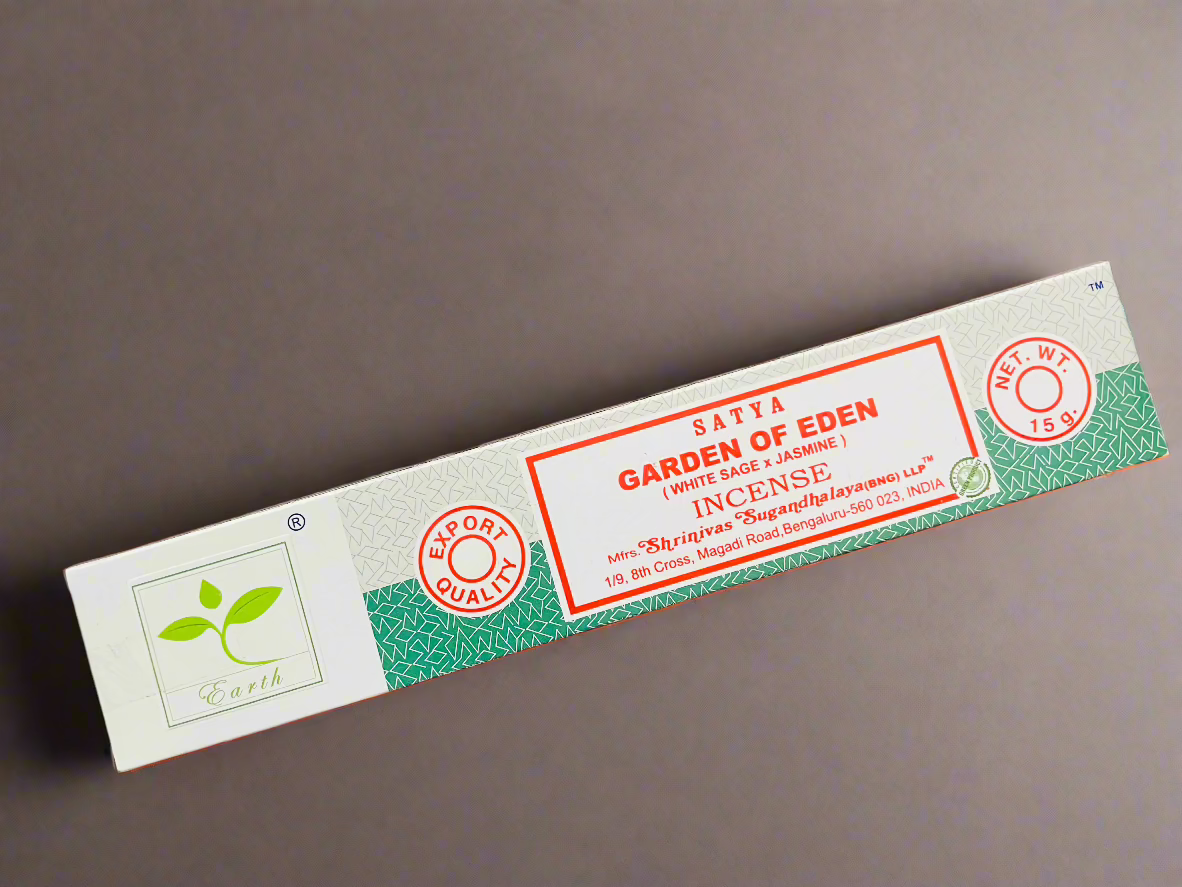 ®
Earth
EXPORT
QUALITY
SATYA
GARDEN OF EDEN
(WHITE SAGE x JASMINE)
INCENSE
Mfrs. Shrinivas Sugandhalaya (BNG) LLP™
1/9, 8th Cross, Magadi Road,Bengaluru-560 023, INDIA
NET. WT.
15 g.
™